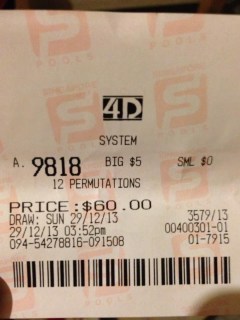 4D
SYSTEM
A. 9818 BIG $5 SML $0
12 PERMUTATIONS
PRICE:$60.00
DRAW: SUN 29/12/13 3579/13
29/12/13 03:52pm 00400301-01
094-54278816-091508 01-7915